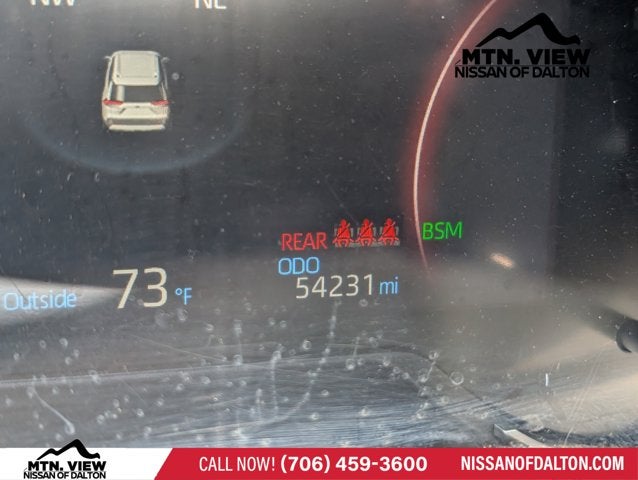 NW NE
MTN. VIEW
NISSAN OF DALTON
REAR BSM
ODO
Outside 73 °F 54231 mi
MTN. VIEW
NISSAN OF DALTON
CALL NOW! (706) 459-3600
NISSANOFDALTON.COM